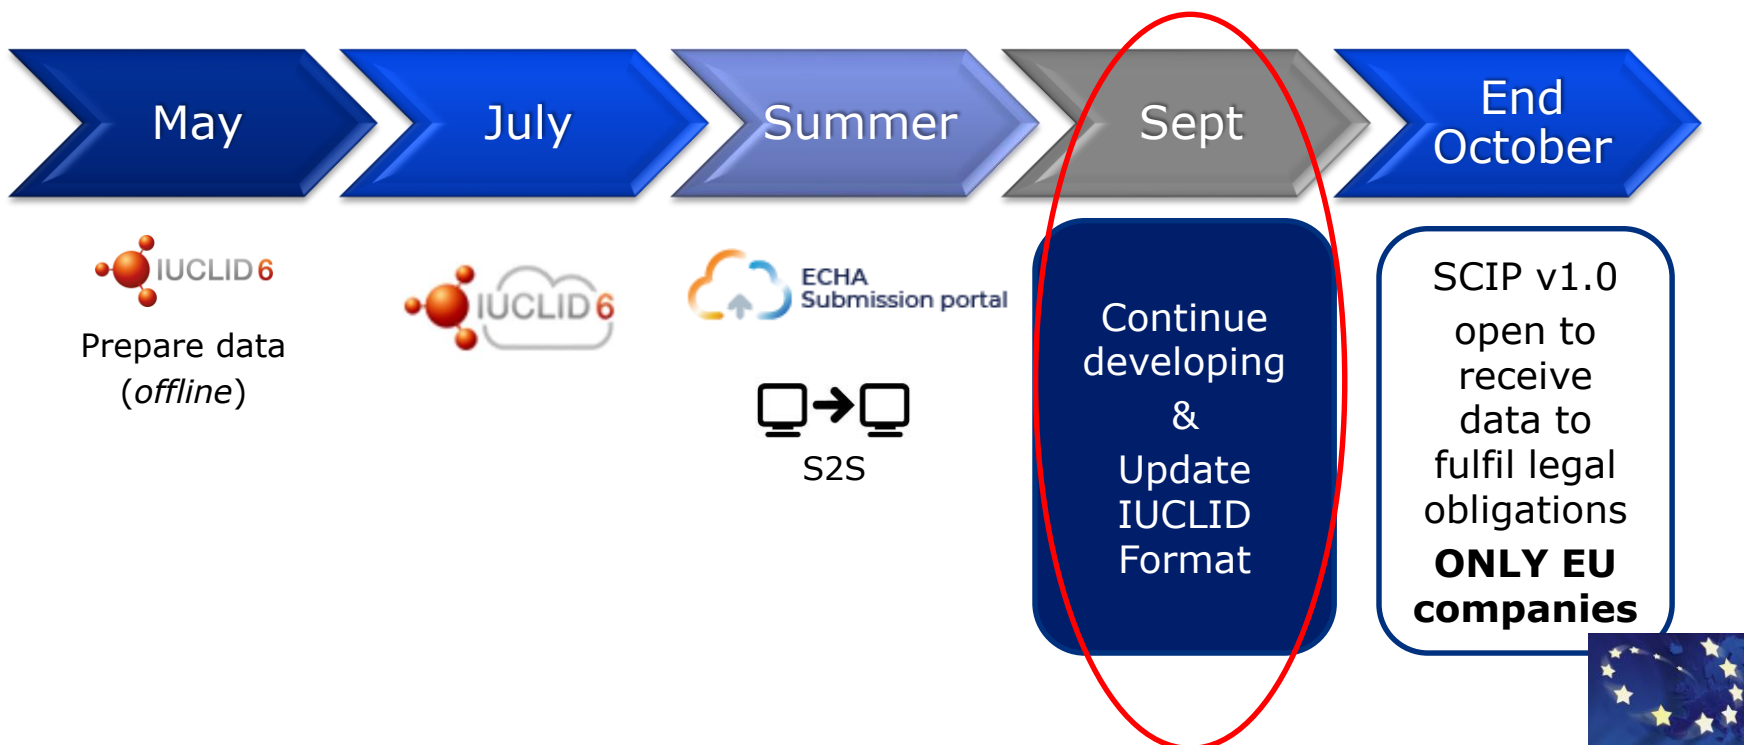 May
July
Summer
Sept
End
October
IUCLID 6
Prepare data
(offline)
IUCLID 6
ECHA
Submission portal
S2S
Continue
developing
&
Update
IUCLID
Format
SCIP v1.0
open to
receive
data to
fulfil legal
obligations
ONLY EU
companies